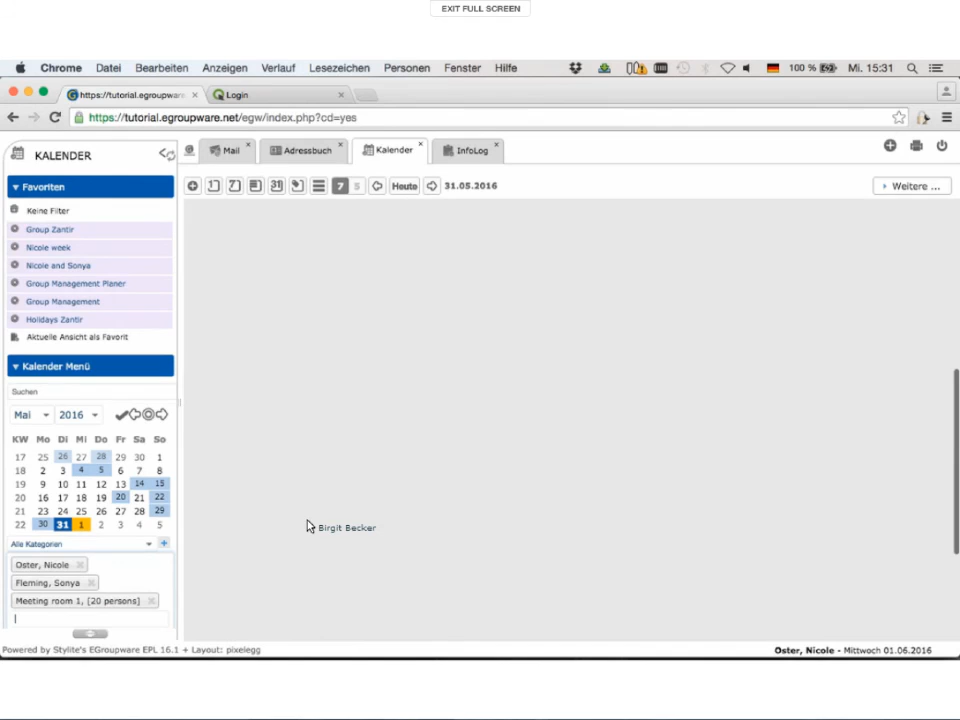 EXIT FULL SCREEN
Chrome Datei Bearbeiten Anzeigen Verlauf Lesezeichen Personen Fenster Hilfe 100 % Mi. 15:31
https://tutorial.egroupware Login
https://tutorial.egroupware.net/egw/index.php?cd=yes
KALENDER
Mail Adressbuch Kalender InfoLog
7 5 Heute 31.05.2016 Weitere ...
Favoriten
Keine Filter
Group Zantir
Nicole week
Nicole and Sonya
Group Management Planer
Group Management
Holidays Zantir
Aktuelle Ansicht als Favorit
Kalender Menü
Suchen
Mai 2016
KW Mo Di Mi Do Fr Sa So
17 25 26 27 28 29 30 1
18 2 3 4 5 6 7 8
19 9 10 11 12 13 14 15
20 16 17 18 19 20 21 22
21 23 24 25 26 27 28 29
22 30 31 1 2 3 4 5
Birgit Becker
Alle Kategorien
Oster, Nicole
Fleming, Sonya
Meeting room 1, [20 persons]
Powered by Stylite's EGroupware EPL 16.1 + Layout: pixelegg
Oster, Nicole - Mittwoch 01.06.2016